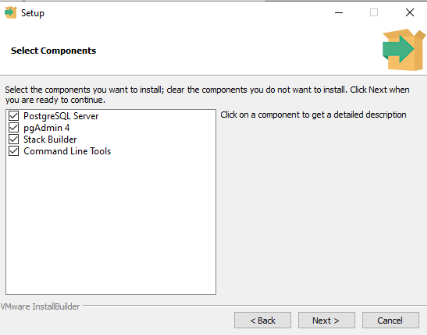 Setup
Select Components
Select the components you want to install; clear the components you do not want to install. Click Next when
you are ready to continue.
PostgreSQL Server
pgAdmin 4
Stack Builder
Command Line Tools
Click on a component to get a detailed description
VMware InstallBuilder
< Back
Next >
Cancel